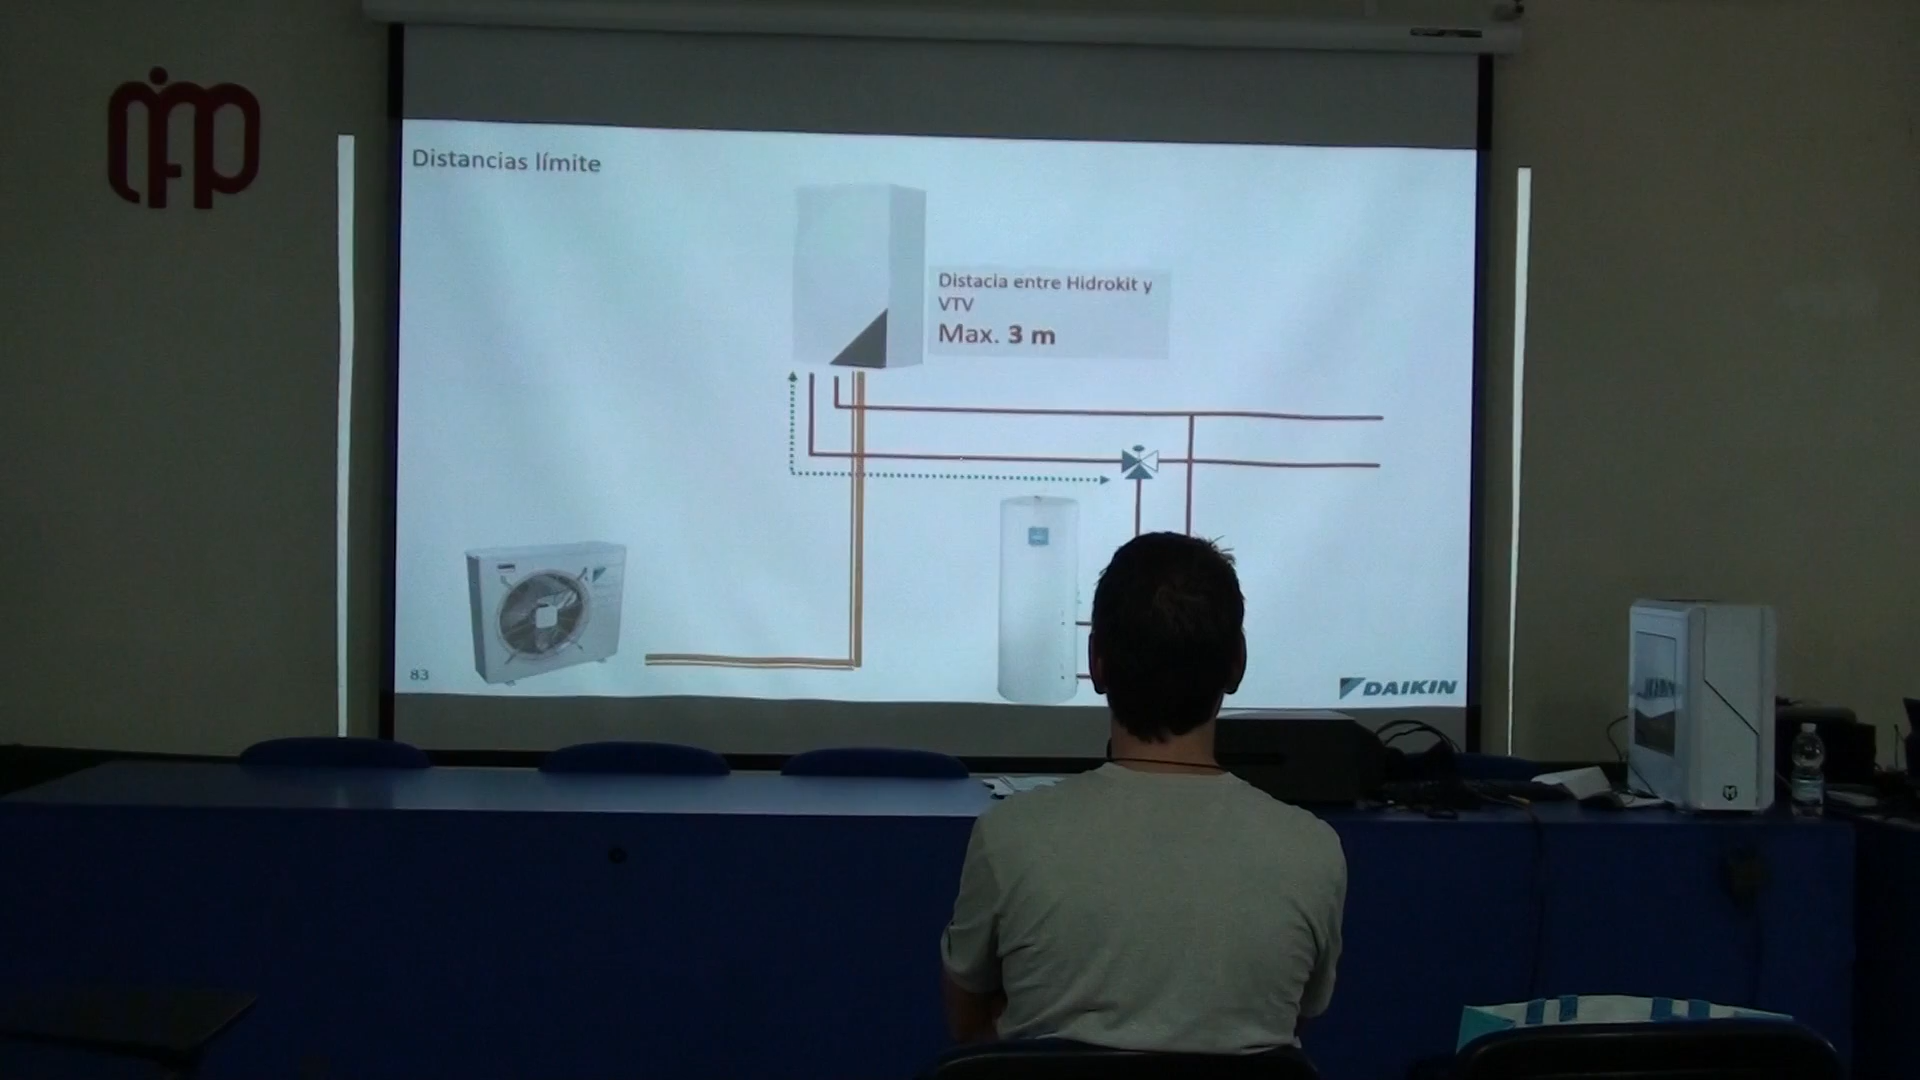 ifp
Distancias límite
Distacia entre Hidrokit y
VTV
Max. 3 m
83
DAIKIN